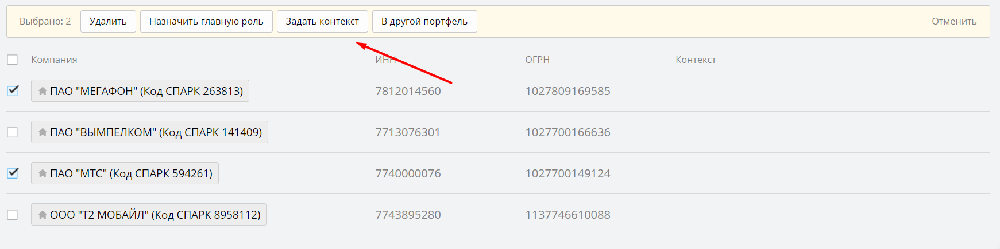 Выбрано: 2 Удалить Назначить главную роль Задать контекст В другой портфель Отменить
Компания ИНН ОГРН Контекст
ПАО "МЕГАФОН" (Код СПАРК 263813) 7812014560 1027809169585
ПАО "ВЫМПЕЛКОМ" (Код СПАРК 141409) 7713076301 1027700166636
ПАО "МТС" (Код СПАРК 594261) 7740000076 1027700149124
ООО "Т2 МОБАЙЛ" (Код СПАРК 8958112) 7743895280 1137746610088